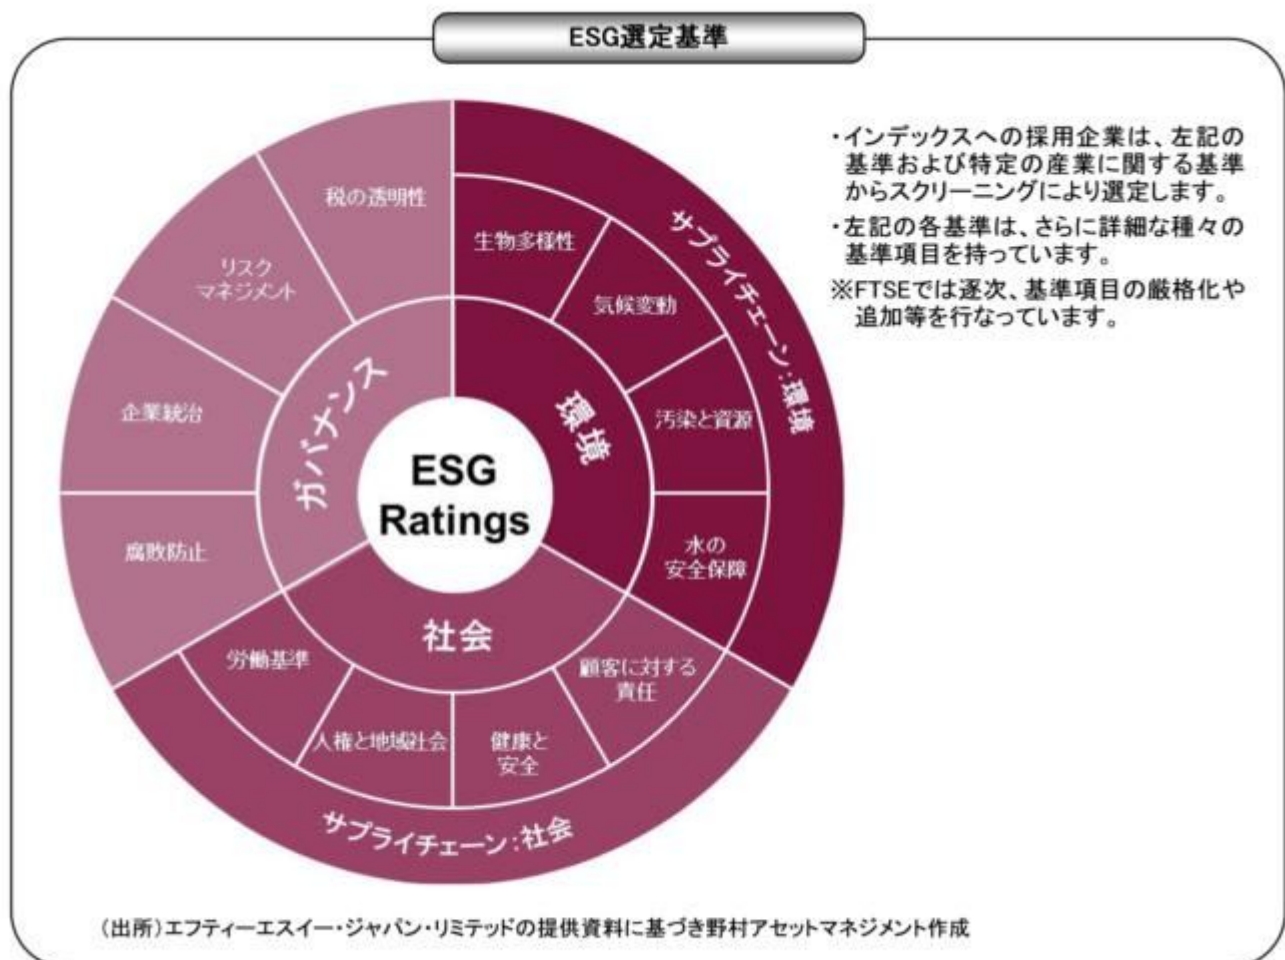 ESG選定基準
・インデックスへの採用企業は、左記の
基準および特定の産業に関する基準
からスクリーニングにより選定します。
・左記の各基準は、さらに詳細な種々の
基準項目を持っています。
※FTSEでは逐次、基準項目の厳格化や
追加等を行なっています。
ESG
Ratings
環境
生物多様性
気候変動
汚染と資源
水の
安全保障
サプライチェーン:環境
社会
顧客に対する
責任
健康と
安全
人権と地域社会
労働基準
サプライチェーン:社会
ガバナンス
腐敗防止
企業統治
リスク
マネジメント
税の透明性
（出所）エフティーエスイー・ジャパン・リミテッドの提供資料に基づき野村アセットマネジメント作成